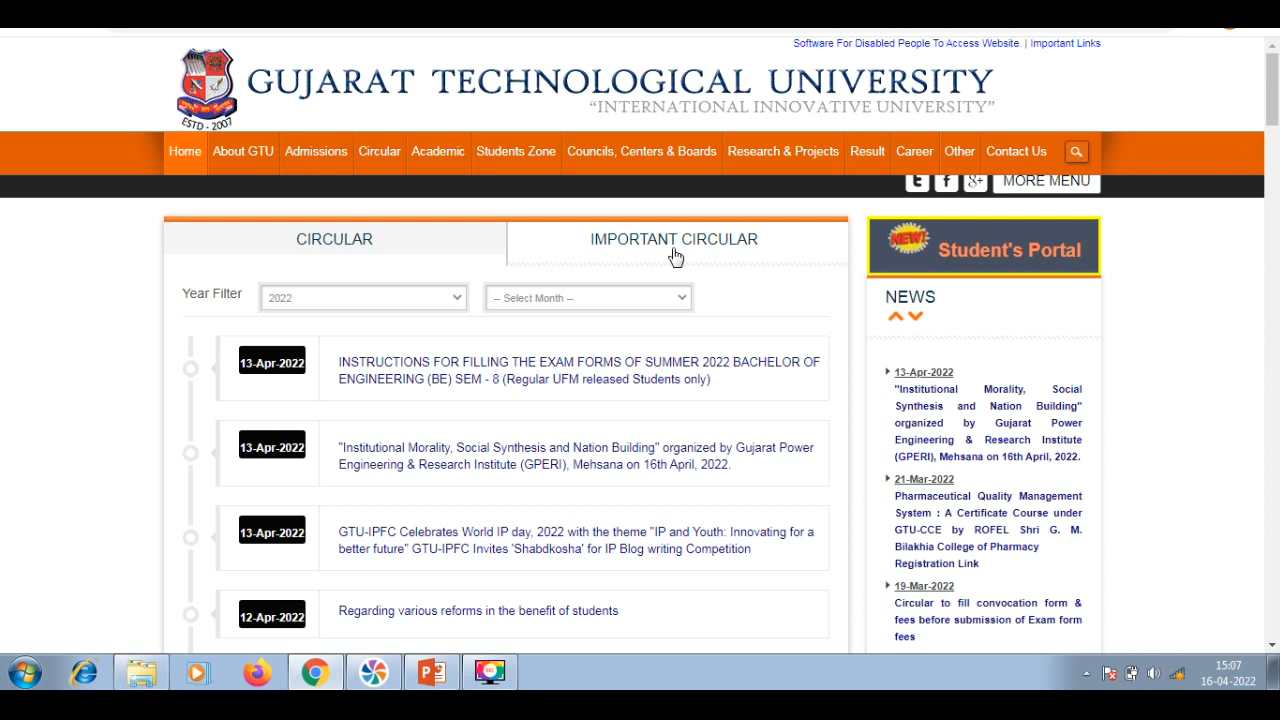 Software For Disabled People To Access Website. | Important Links
GUJARAT TECHNOLOGICAL UNIVERSITY
“INTERNATIONAL INNOVATIVE UNIVERSITY”
ESTD - 2007
Home About GTU Admissions Circular Academic Students Zone Councils, Centers & Boards Research & Projects Result Career Other Contact Us
t f g+ MORE MENU
CIRCULAR
IMPORTANT CIRCULAR
Year Filter 2022 -- Select Month --
13-Apr-2022
INSTRUCTIONS FOR FILLING THE EXAM FORMS OF SUMMER 2022 BACHELOR OF
ENGINEERING (BE) SEM - 8 (Regular UFM released Students only)
13-Apr-2022
"Institutional Morality, Social Synthesis and Nation Building" organized by Gujarat Power
Engineering & Research Institute (GPERI), Mehsana on 16th April, 2022.
13-Apr-2022
GTU-IPFC Celebrates World IP day, 2022 with the theme "IP and Youth: Innovating for a
better future" GTU-IPFC Invites 'Shabdkosha' for IP Blog writing Competition
12-Apr-2022
Regarding various reforms in the benefit of students
NEW! Student's Portal
NEWS
13-Apr-2022
"Institutional Morality, Social
Synthesis and Nation Building"
organized by Gujarat Power
Engineering & Research Institute
(GPERI), Mehsana on 16th April, 2022.
21-Mar-2022
Pharmaceutical Quality Management
System : A Certificate Course under
GTU-CCE by ROFEL Shri G. M.
Bilakhia College of Pharmacy
Registration Link
19-Mar-2022
Circular to fill convocation form &
fees before submission of Exam form
fees
15:07
16-04-2022